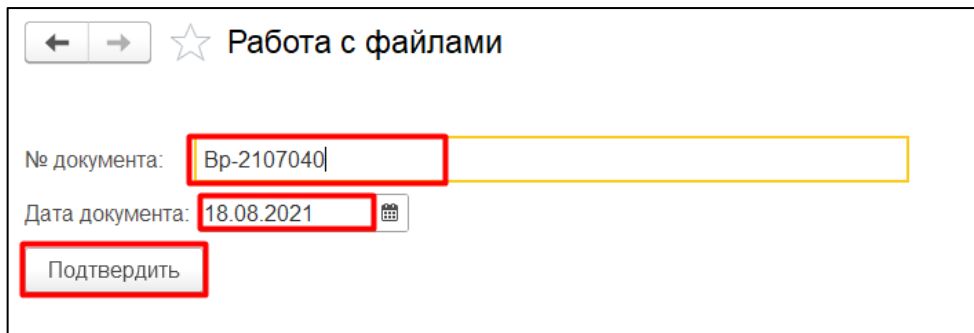 Работа с файлами
№ документа: Вр-2107040
Дата документа: 18.08.2021
Подтвердить